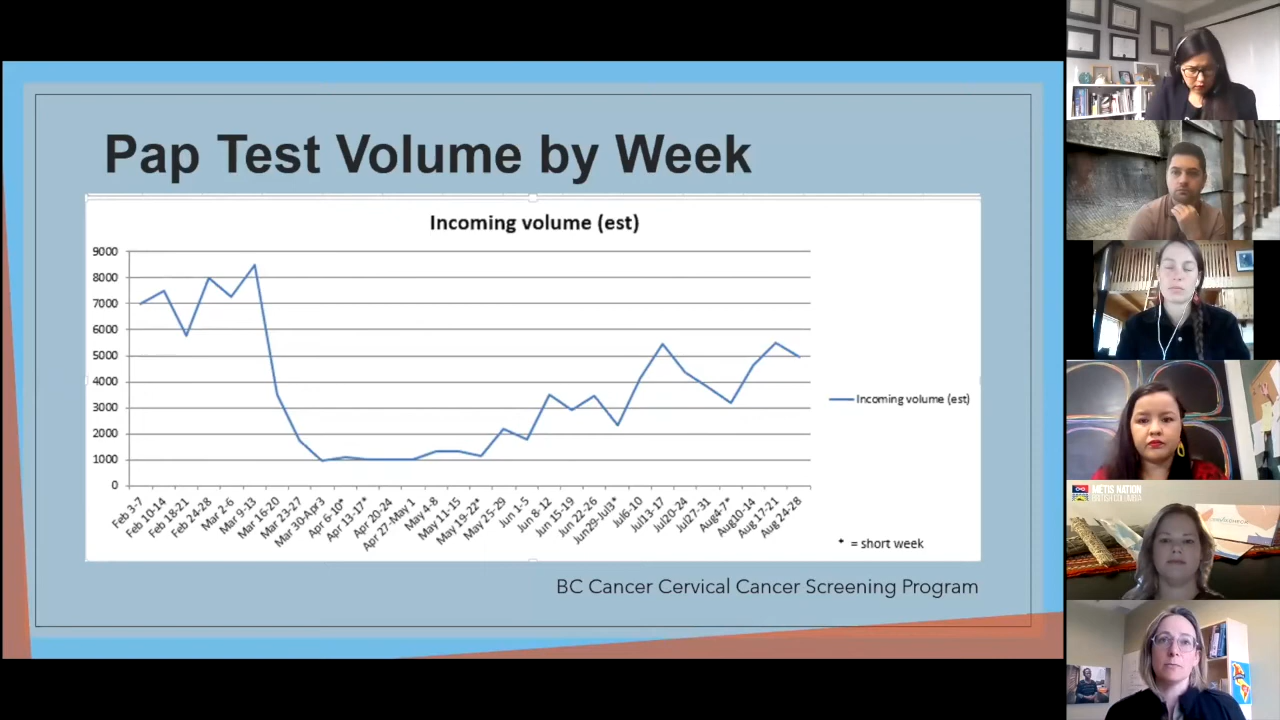 Pap Test Volume by Week
Incoming volume (est)
9000
8000
7000
6000
5000
4000
3000
2000
1000
0
Feb 3-7
Feb 10-14
Feb 18-21
Feb 24-28
Mar 2-6
Mar 9-13
Mar 16-20
Mar 23-27
Mar 30-Apr3
Apr 6-10*
Apr 13-17*
Apr 20-24
Apr 27-May 1
May 4-8
May 11-15
May 19-22*
May 25-29
Jun 1-5
Jun 8-12
Jun 15-19
Jun 22-26
Jun29-Jul3*
Jul6-10
Jul13-17
Jul20-24
Jul27-31
Aug4-7*
Aug10-14
Aug 17-21
Aug 24-28
Incoming volume (est)
* = short week
BC Cancer Cervical Cancer Screening Program
MÉTIS NATION
BRITISH COLUMBIA